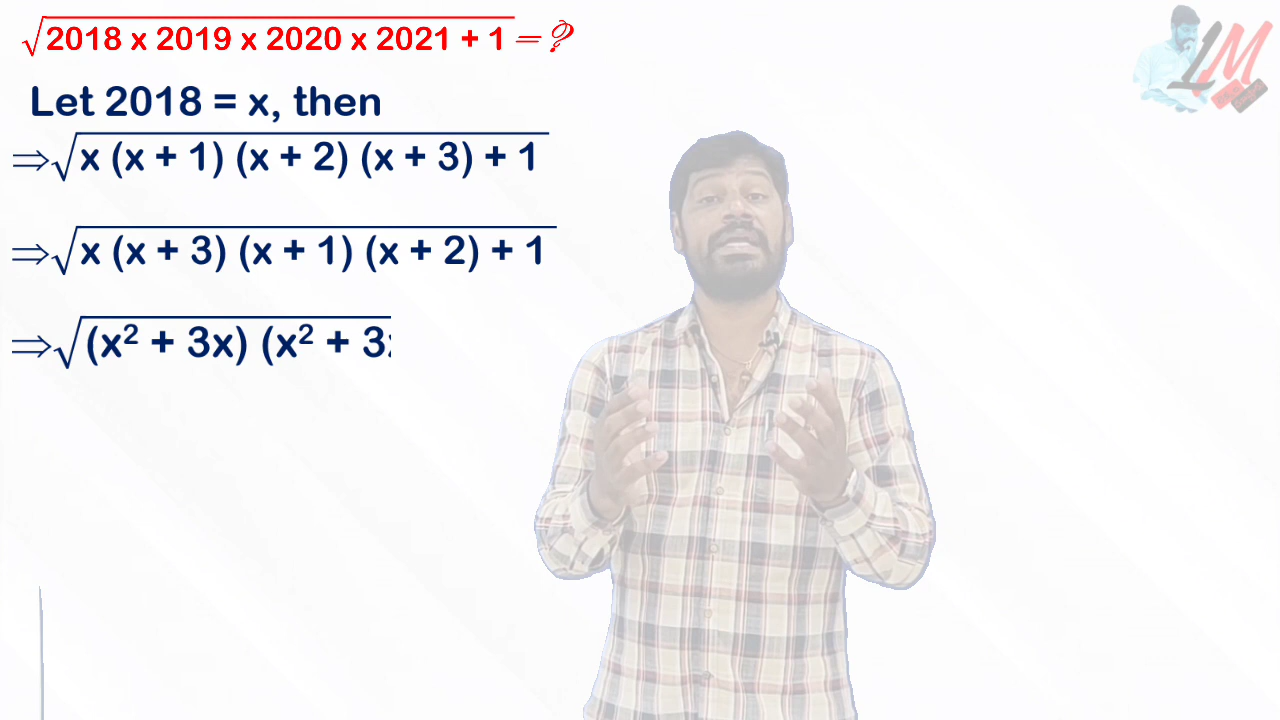 √2018 x 2019 x 2020 x 2021 + 1 = ?
Let 2018 = x, then
⇒√x (x + 1) (x + 2) (x + 3) + 1
⇒√x (x + 3) (x + 1) (x + 2) + 1
⇒√(x² + 3x) (x² + 3
LM